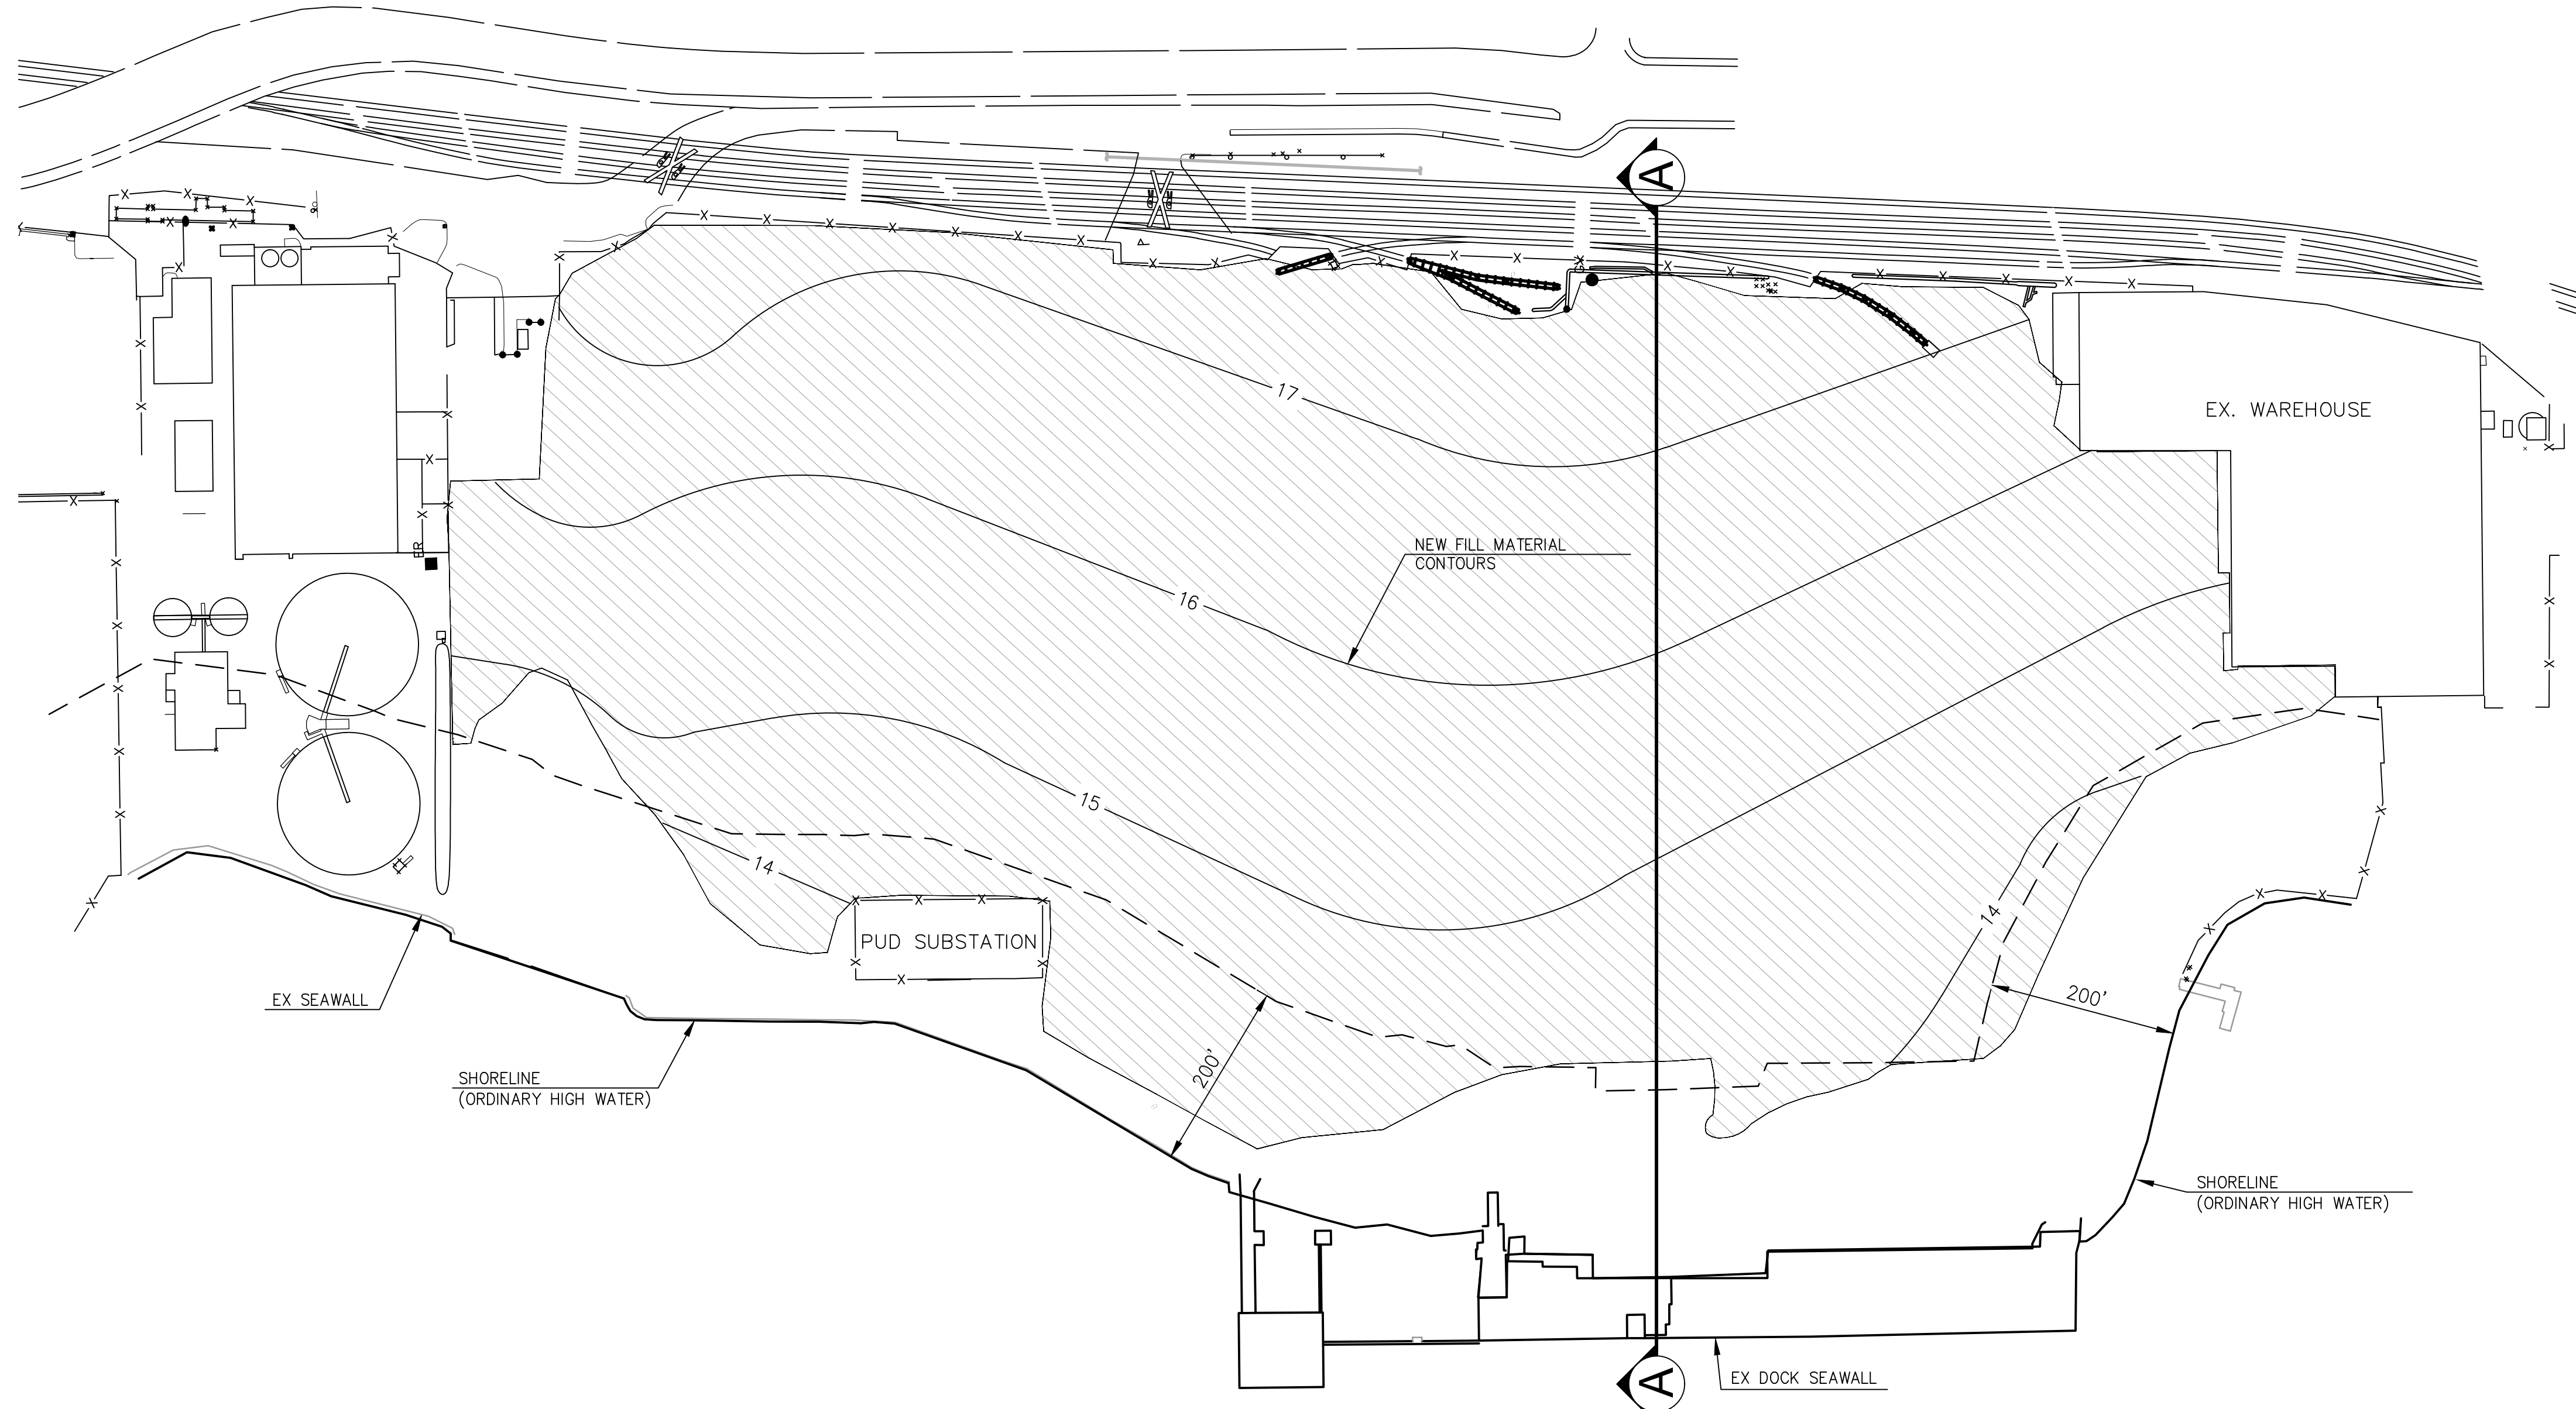 A
17
EX. WAREHOUSE
NEW FILL MATERIAL
CONTOURS
16
15
14
PUD SUBSTATION
14
200'
EX SEAWALL
200'
SHORELINE
(ORDINARY HIGH WATER)
SHORELINE
(ORDINARY HIGH WATER)
EX DOCK SEAWALL
A